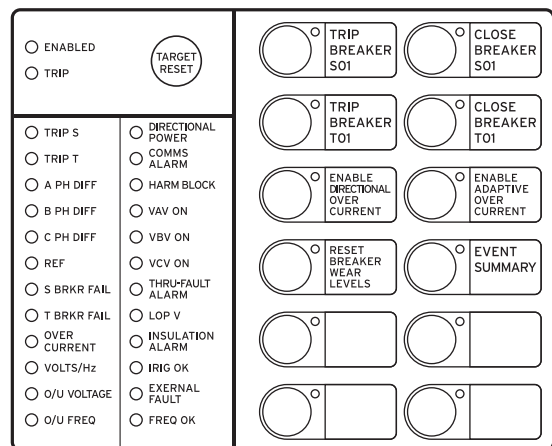 ENABLED
TRIP
TARGET
RESET
TRIP S
TRIP T
A PH DIFF
B PH DIFF
C PH DIFF
REF
S BRKR FAIL
T BRKR FAIL
OVER
CURRENT
VOLTS/Hz
O/U VOLTAGE
O/U FREQ
DIRECTIONAL
POWER
COMMS
ALARM
HARM BLOCK
VAV ON
VBV ON
VCV ON
THRU-FAULT
ALARM
LOP V
INSULATION
ALARM
IRIG OK
EXERNAL
FAULT
FREQ OK
TRIP
BREAKER
S01
CLOSE
BREAKER
S01
TRIP
BREAKER
T01
CLOSE
BREAKER
T01
ENABLE
DIRECTIONAL
OVER
CURRENT
ENABLE
ADAPTIVE
OVER
CURRENT
RESET
BREAKER
WEAR
LEVELS
EVENT
SUMMARY